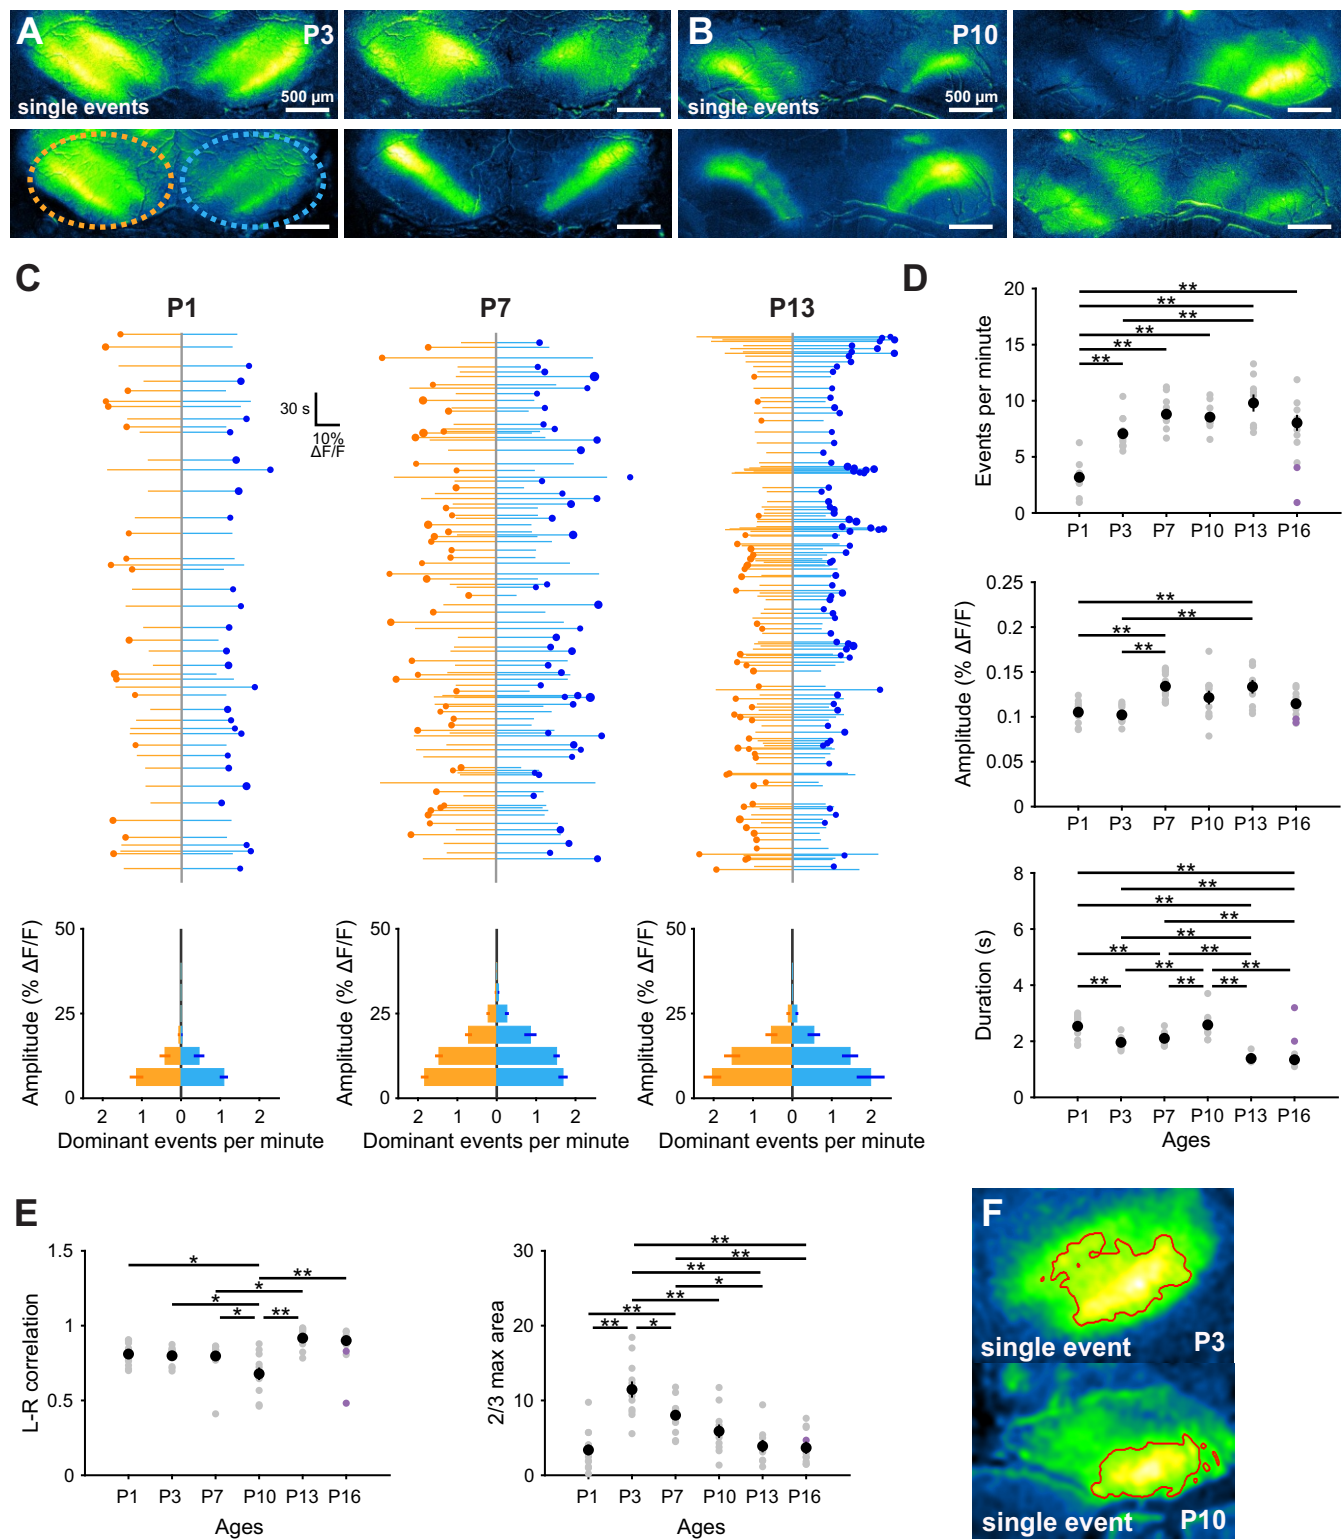 A
P3
single events
500 µm
B
P10
single events
500 µm
C
P1
P7
P13
30 s
10%
ΔF/F
Amplitude (% ΔF/F)
50
25
0
2 1 0 1 2
Dominant events per minute
Amplitude (% ΔF/F)
50
25
0
2 1 0 1 2
Dominant events per minute
Amplitude (% ΔF/F)
50
25
0
2 1 0 1 2
Dominant events per minute
D
Events per minute
20
15
10
5
0
**
**
**
**
**
**
P1 P3 P7 P10 P13 P16
Amplitude (% ΔF/F)
0.25
0.2
0.15
0.1
0.05
0
**
**
**
**
P1 P3 P7 P10 P13 P16
Duration (s)
8
6
4
2
0
**
**
**
**
**
** **
** **
** ** **
P1 P3 P7 P10 P13 P16
Ages
E
L-R correlation
1.5
1
0.5
0
*
**
*
*
* **
P1 P3 P7 P10 P13 P16
Ages
2/3 max area
30
20
10
0
**
**
**
*
**
**
** *
P1 P3 P7 P10 P13 P16
Ages
F
single event P3
single event P10